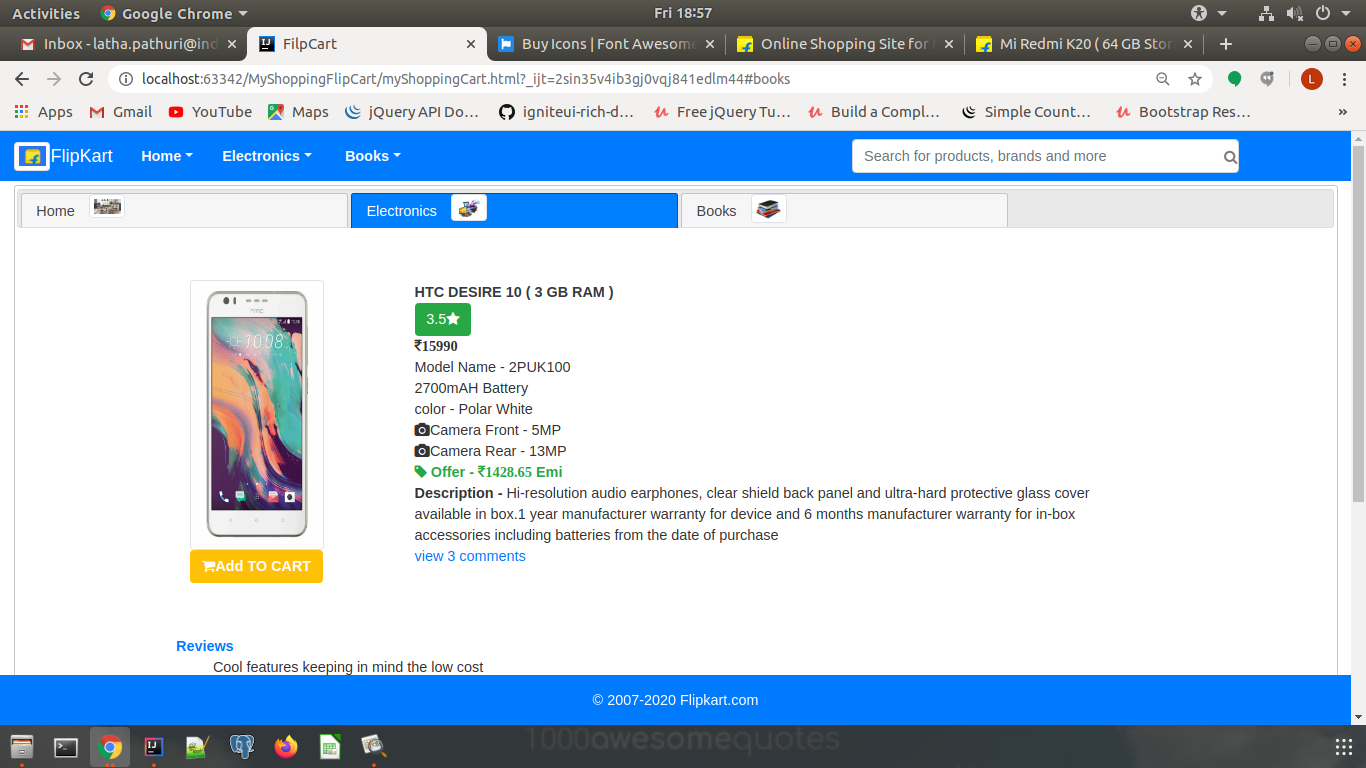 Activities Google Chrome Fri 18:57
Inbox - latha.pathuri@ind FilpCart Buy Icons | Font Awesome Online Shopping Site for Mi Redmi K20 ( 64 GB Stor
localhost:63342/MyShoppingFlipCart/myShoppingCart.html?_ijt=2sin35v4ib3gj0vqj841edlm44#books L
Apps Gmail YouTube Maps jQuery API Do… igniteui-rich-d… Free jQuery Tu… Build a Compl… Simple Count… Bootstrap Res… »
FlipKart Home Electronics Books Search for products, brands and more
Home Electronics Books
HTC DESIRE 10 ( 3 GB RAM )
3.5
₹15990
Model Name - 2PUK100
2700mAH Battery
color - Polar White
Camera Front - 5MP
Camera Rear - 13MP
Offer - ₹1428.65 Emi
Description - Hi-resolution audio earphones, clear shield back panel and ultra-hard protective glass cover
available in box.1 year manufacturer warranty for device and 6 months manufacturer warranty for in-box
accessories including batteries from the date of purchase
view 3 comments
hTC
10:08
Add TO CART
Reviews
Cool features keeping in mind the low cost
© 2007-2020 Flipkart.com
1000awesomequotes